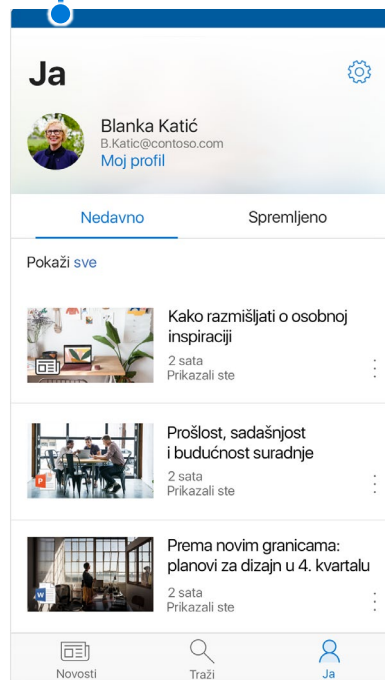 Ja
Blanka Katić
B.Katic@contoso.com
Moj profil
Nedavno
Spremljeno
Pokaži sve
Kako razmišljati o osobnoj
inspiraciji
2 sata
Prikazali ste
Prošlost, sadašnjost
i budućnost suradnje
2 sata
Prikazali ste
Prema novim granicama:
planovi za dizajn u 4. kvartalu
2 sata
Prikazali ste
Novosti
Traži
Ja